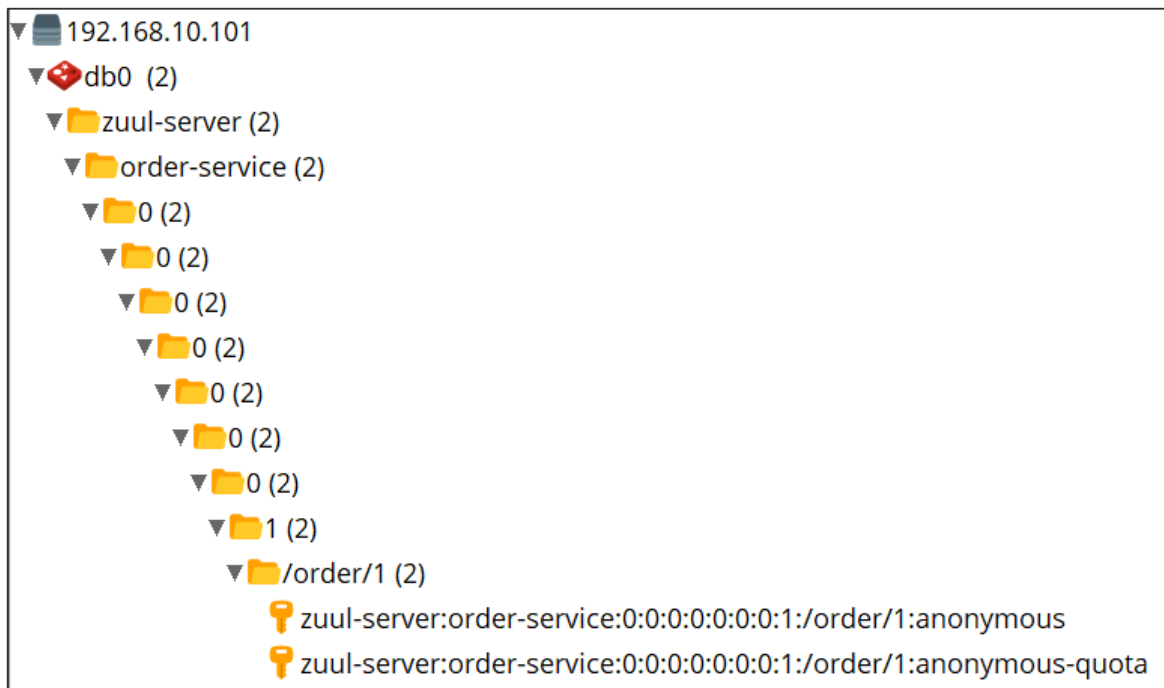 192.168.10.101
db0 (2)
zuul-server (2)
order-service (2)
0 (2)
0 (2)
0 (2)
0 (2)
0 (2)
0 (2)
0 (2)
1 (2)
/order/1 (2)
zuul-server:order-service:0:0:0:0:0:0:0:1:/order/1:anonymous
zuul-server:order-service:0:0:0:0:0:0:0:1:/order/1:anonymous-quota